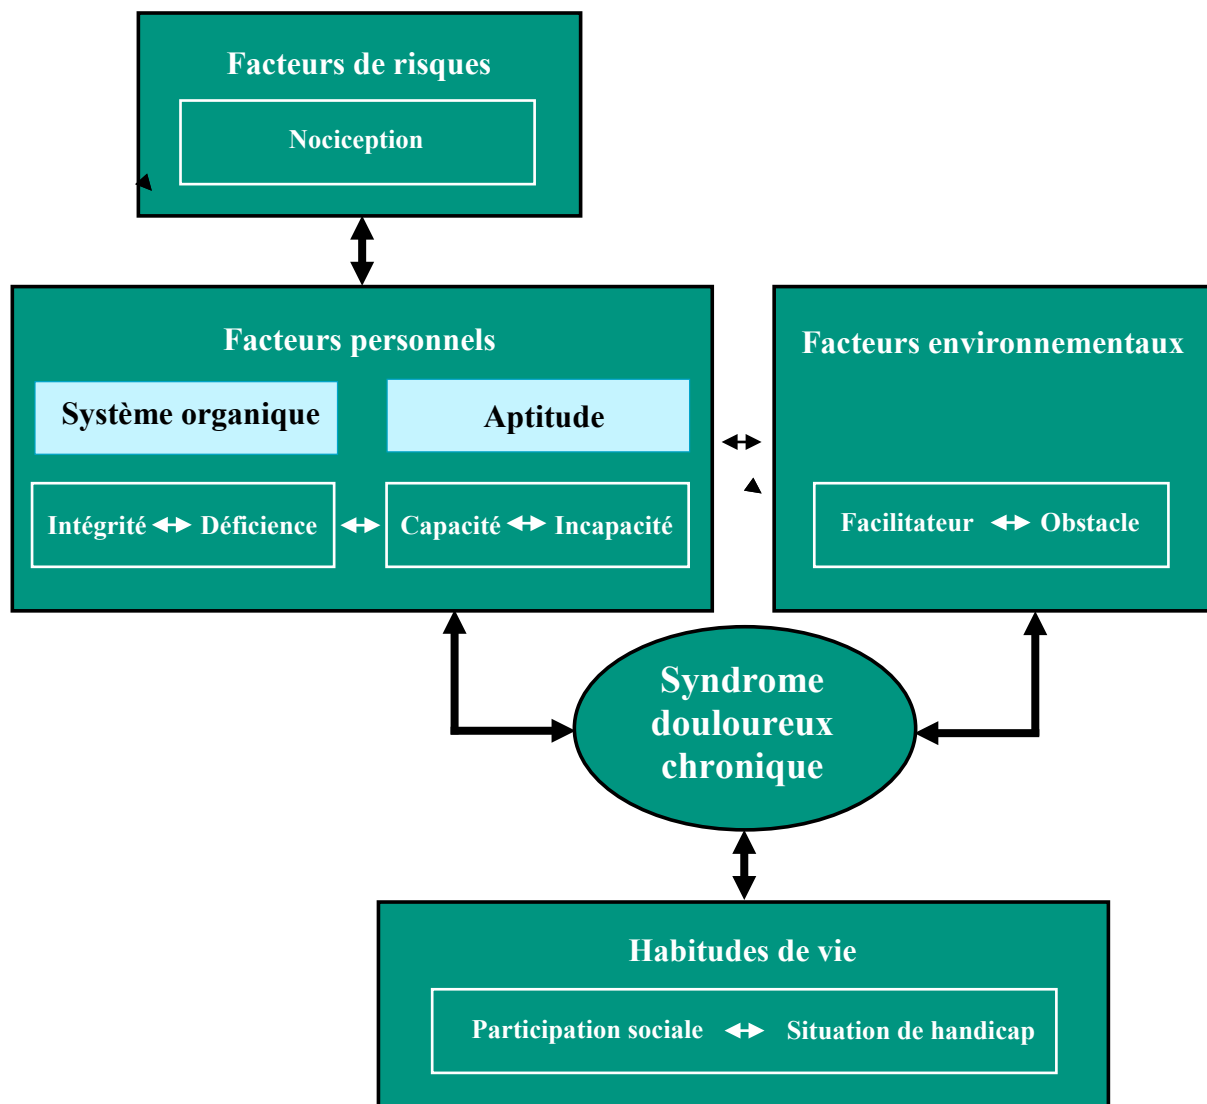 Facteurs de risques
Nociception
Facteurs personnels
Système organique
Aptitude
Intégrité
Déficience
Capacité
Incapacité
Facteurs environnementaux
Facilitateur
Obstacle
Syndrome
douloureux
chronique
Habitudes de vie
Participation sociale
Situation de handicap